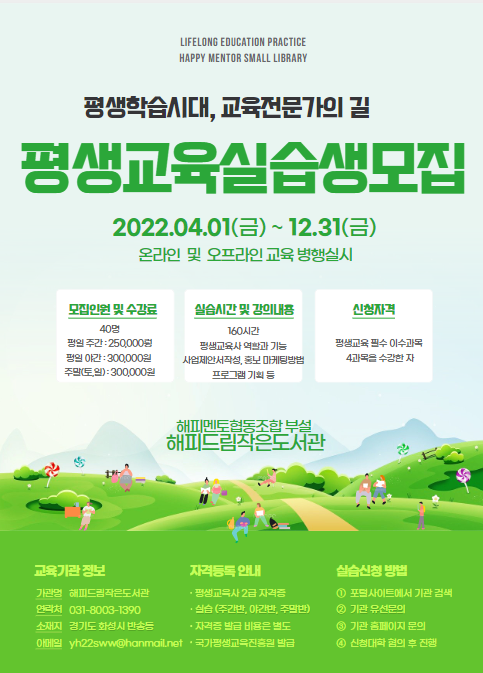 LIFELONG EDUCATION PRACTICE
HAPPY MENTOR SMALL LIBRARY
평생학습시대, 교육전문가의 길
평생교육실습생모집
2022.04.01(금) ~ 12.31(금)
온라인 및 오프라인 교육 병행실시
모집인원 및 수강료
40명
평일 주간 : 250,000원
평일 야간 : 300,000원
주말(토,일) : 300,000원
실습시간 및 강의내용
160시간
평생교육사 역할과 기능
사업제안서작성, 홍보 마케팅방법
프로그램 기획 등
신청자격
평생교육 필수 이수과목
4과목을 수강한 자
해피멘토협동조합 부설
해피드림작은도서관
교육기관 정보
기관명 해피드림작은도서관
연락처 031-8003-1390
소재지 경기도 화성시 반송동
이메일 yh22sww@hanmail.net
자격등록 안내
· 평생교육사 2급 자격증
· 실습 (주간반, 야간반, 주말반)
· 자격증 발급 비용은 별도
· 국가평생교육진흥원 발급
실습신청 방법
① 포털사이트에서 기관 검색
② 기관 유선문의
③ 기관 홈페이지 문의
④ 신청대학 협의 후 진행